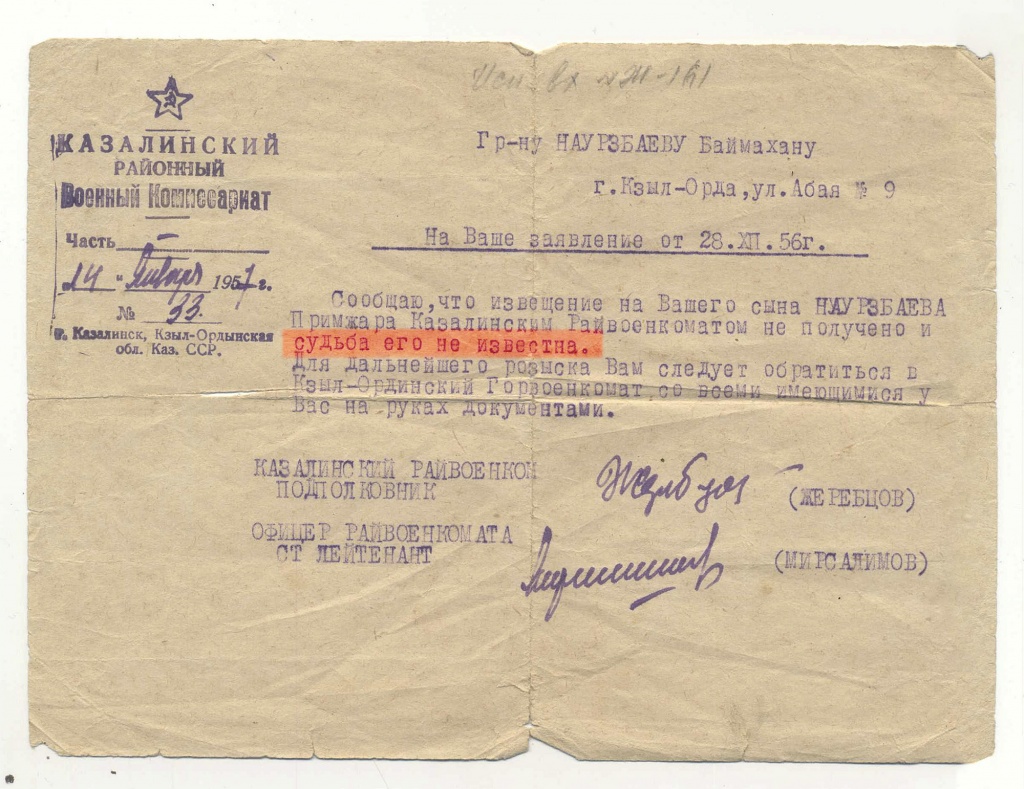 КАЗАЛИНСКИЙ
РАЙОННЫЙ
Военный Комиссариат
Часть
"14" Января 1957 г.
№ 33.
г. Казалинск, Кзыл-Ординская
обл. Каз. ССР.
Гр-ну НАУРЗБАЕВУ Баймахану
г.Кзыл-Орда,ул.Абая № 9
На Ваше заявление от 28.XII.56г.
Сообщаю,что извещение на Вашего сына НАУРЗБАЕВА
Примжара Казалинским Райвоенкоматом не получено и
судьба его не известна.
Для дальнейшего розыска Вам следует обратиться в
Кзыл-Ординский Горвоенкомат со всеми имеющимися у
Вас на руках документами.
КАЗАЛИНСКИЙ РАЙВОЕНКОМ
ПОДПОЛКОВНИК
(ЖЕРЕБЦОВ)
ОФИЦЕР РАЙВОЕНКОМАТА
СТ ЛЕЙТЕНАНТ
(МИРСАЛИМОВ)